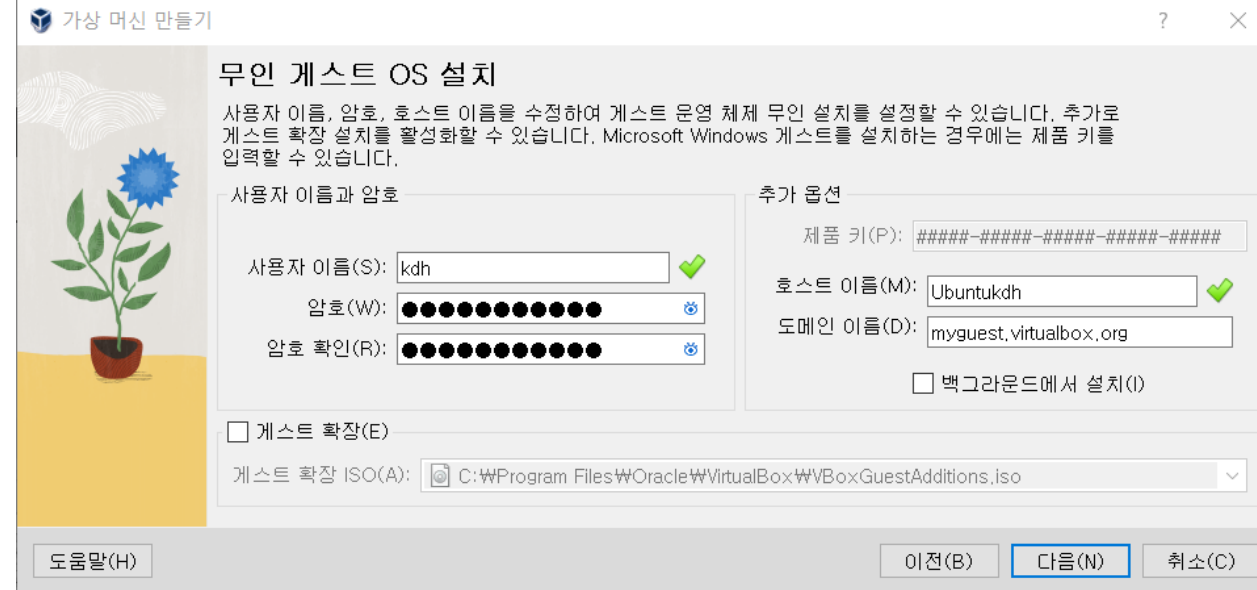 가상 머신 만들기
?
무인 게스트 OS 설치
사용자 이름, 암호, 호스트 이름을 수정하여 게스트 운영 체제 무인 설치를 설정할 수 있습니다. 추가로
게스트 확장 설치를 활성화할 수 있습니다. Microsoft Windows 게스트를 설치하는 경우에는 제품 키를
입력할 수 있습니다.
사용자 이름과 암호
사용자 이름(S): kdh
암호(W): ●●●●●●●●●●●
암호 확인(R): ●●●●●●●●●●●
추가 옵션
제품 키(P): #####-#####-#####-#####-#####
호스트 이름(M): Ubuntukdh
도메인 이름(D): myguest.virtualbox.org
백그라운드에서 설치(I)
게스트 확장(E)
게스트 확장 ISO(A): C:₩Program Files₩Oracle₩VirtualBox₩VBoxGuestAdditions.iso
도움말(H) 이전(B) 다음(N) 취소(C)